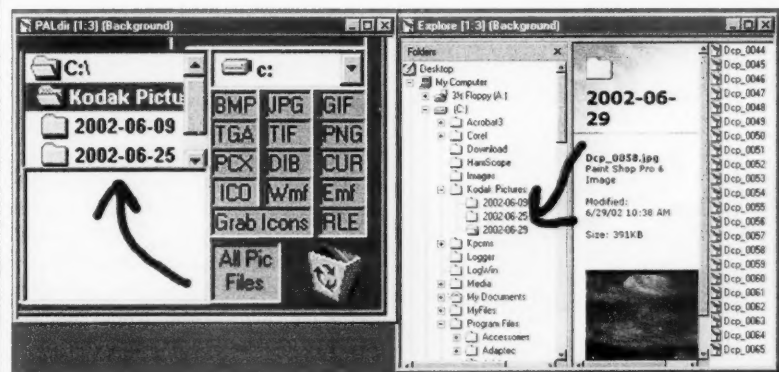 PALdir [1:3] (Background)
C:\
Kodak Pictu
2002-06-09
2002-06-25
c:
BMP JPG GIF
TGA TIF PNG
PCX DIB CUR
ICO Wmf Emf
Grab Icons RLE
All Pic
Files
Explore [1:3] (Background)
Folders x
Desktop
My Computer
3½ Floppy (A:)
(C:)
Acrobat3
Corel
Download
HamScope
Images
Kodak Pictures
2002-06-09
2002-06-25
2002-06-29
Kpcms
Logger
LogWin
Media
My Documents
MyFiles
Program Files
Accessories
Adaptec
2002-06-
29
Dcp_0058.jpg
Paint Shop Pro 6
Image
Modified:
6/29/02 10:38 AM
Size: 391KB
Dcp_0044
Dcp_0045
Dcp_0046
Dcp_0047
Dcp_0048
Dcp_0049
Dcp_0050
Dcp_0051
Dcp_0052
Dcp_0053
Dcp_0054
Dcp_0055
Dcp_0056
Dcp_0057
Dcp_0058
Dcp_0059
Dcp_0060
Dcp_0061
Dcp_0062
Dcp_0063
Dcp_0064
Dcp_0065